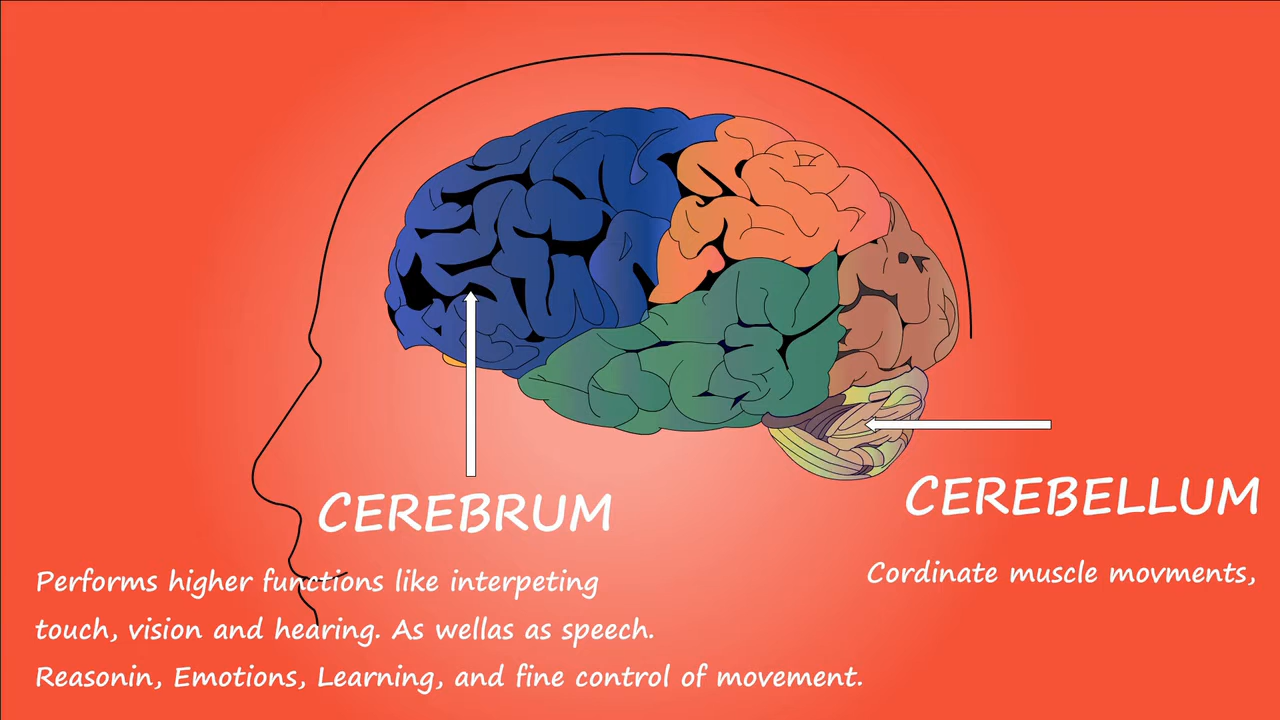 CEREBRUM
Performs higher functions like interpeting
touch, vision and hearing. As wellas as speech.
Reasonin, Emotions, Learning, and fine control of movement.
CEREBELLUM
Cordinate muscle movments,